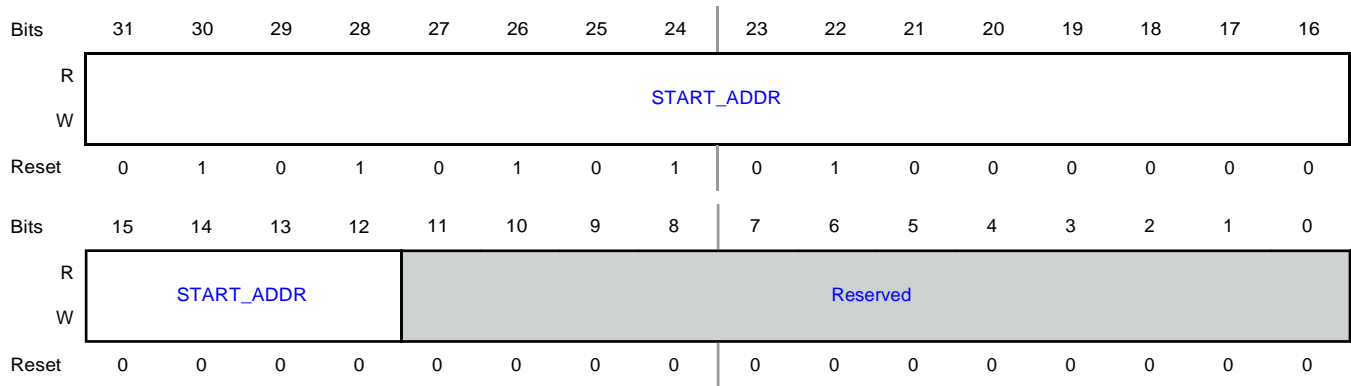 Bits 31 30 29 28 27 26 25 24 23 22 21 20 19 18 17 16
R
START_ADDR
W
Reset 0 1 0 1 0 1 0 1 0 1 0 0 0 0 0 0
Bits 15 14 13 12 11 10 9 8 7 6 5 4 3 2 1 0
R
START_ADDR Reserved
W
Reset 0 0 0 0 0 0 0 0 0 0 0 0 0 0 0 0